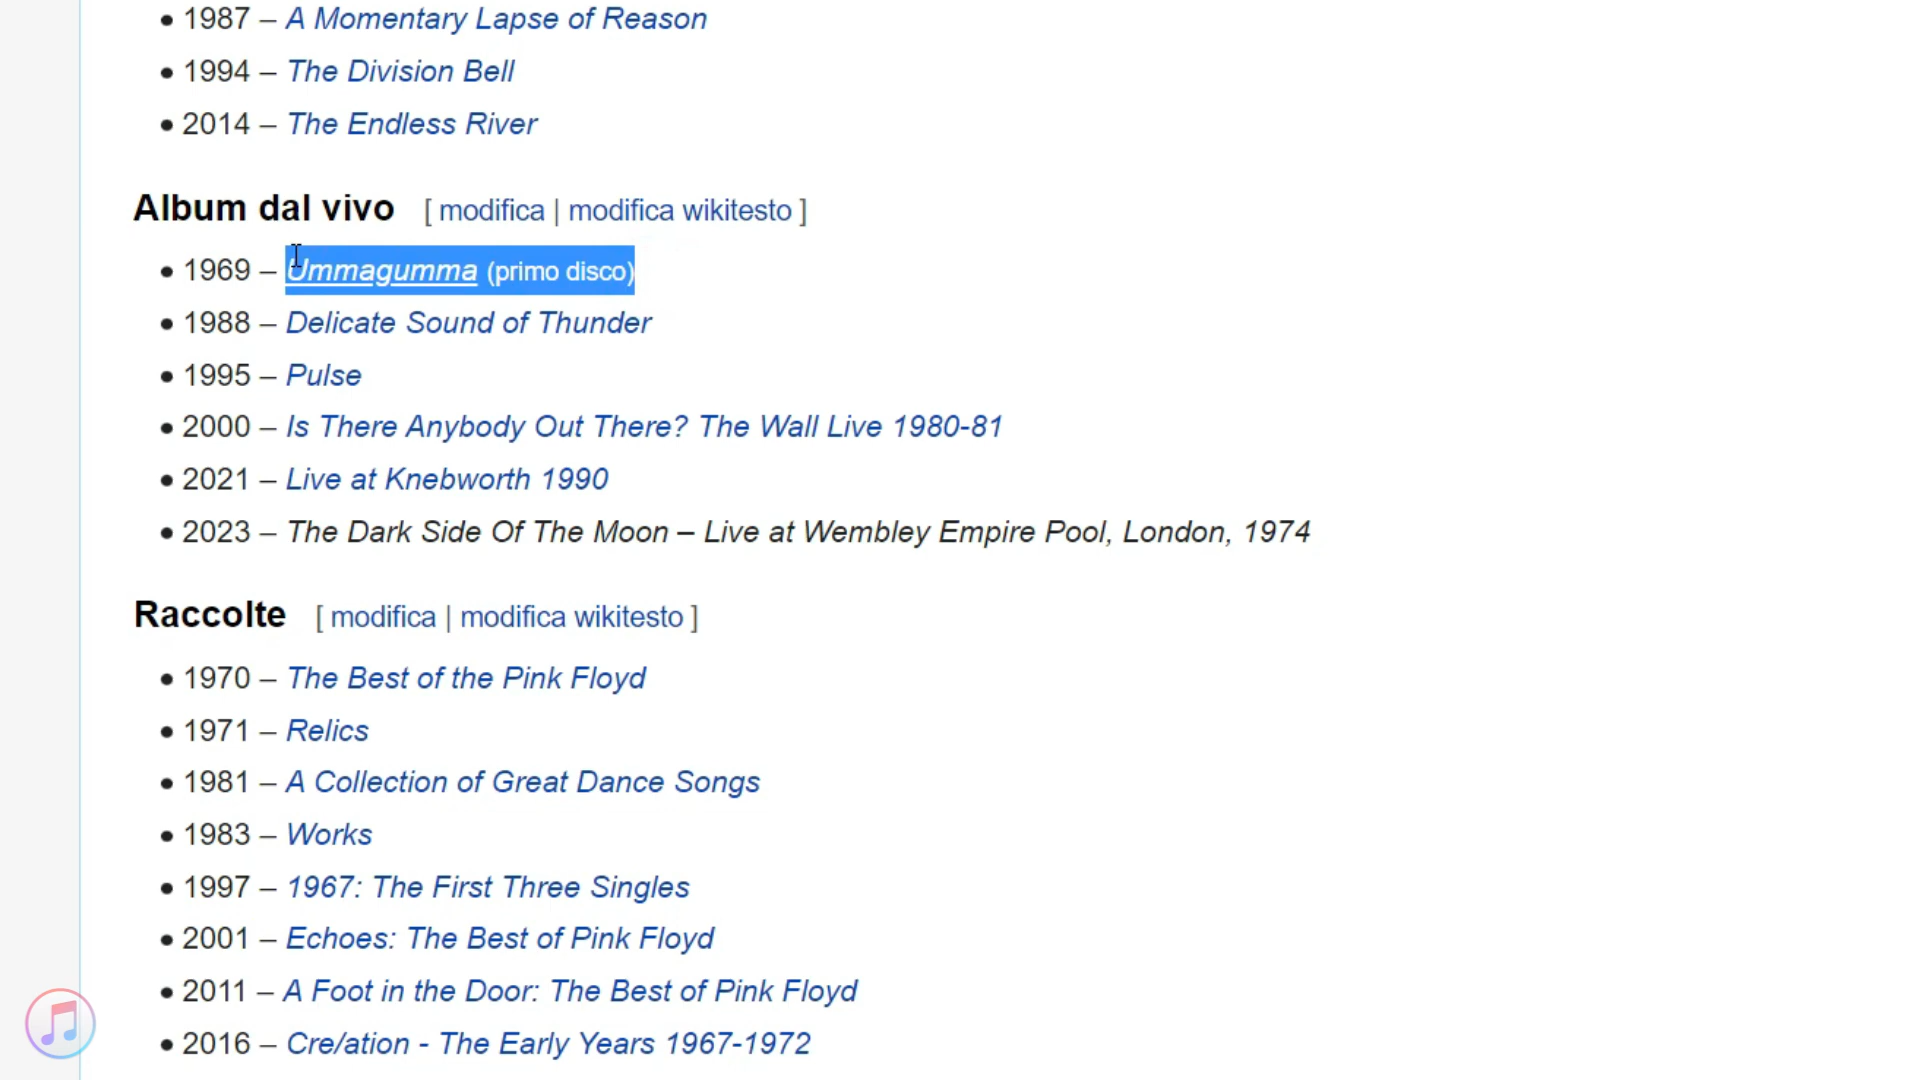 • 1987 – A Momentary Lapse of Reason
• 1994 – The Division Bell
• 2014 – The Endless River
Album dal vivo [ modifica | modifica wikitesto ]
• 1969 – Ummagumma (primo disco)
• 1988 – Delicate Sound of Thunder
• 1995 – Pulse
• 2000 – Is There Anybody Out There? The Wall Live 1980-81
• 2021 – Live at Knebworth 1990
• 2023 – The Dark Side Of The Moon – Live at Wembley Empire Pool, London, 1974
Raccolte [ modifica | modifica wikitesto ]
• 1970 – The Best of the Pink Floyd
• 1971 – Relics
• 1981 – A Collection of Great Dance Songs
• 1983 – Works
• 1997 – 1967: The First Three Singles
• 2001 – Echoes: The Best of Pink Floyd
• 2011 – A Foot in the Door: The Best of Pink Floyd
• 2016 – Cre/ation - The Early Years 1967-1972